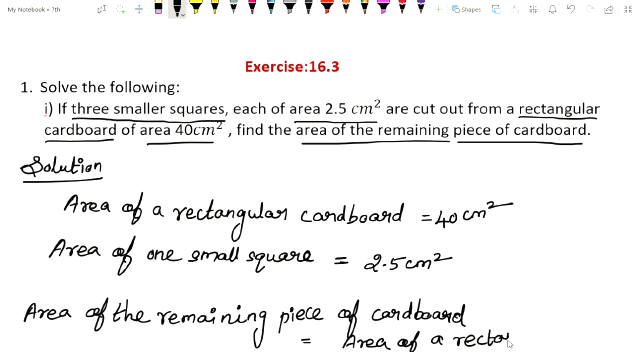 My Notebook • 7th
Shapes
Exercise:16.3
1. Solve the following:
i) If three smaller squares, each of area 2.5 cm² are cut out from a rectangular
cardboard of area 40cm² , find the area of the remaining piece of cardboard.
Solution
Area of a rectangular cardboard = 40 cm²
Area of one small square = 2.5cm²
Area of the remaining piece of cardboard
= Area of a recta